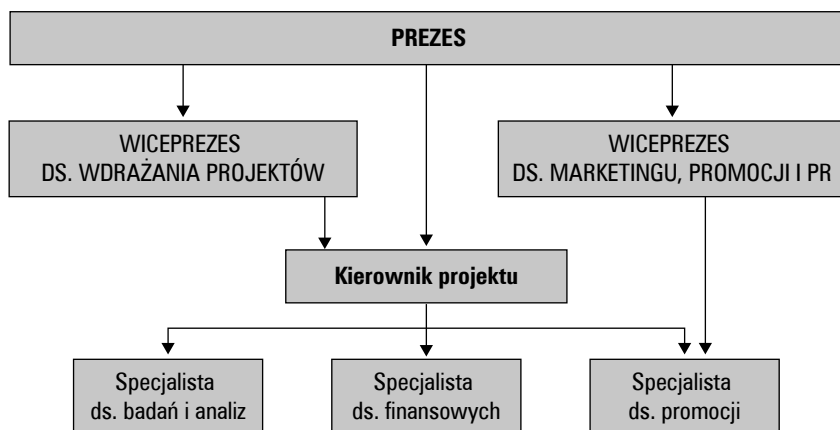 PREZES
WICEPREZES
DS. WDRAŻANIA PROJEKTÓW
WICEPREZES
DS. MARKETINGU, PROMOCJI I PR
Kierownik projektu
Specjalista
ds. badań i analiz
Specjalista
ds. finansowych
Specjalista
ds. promocji